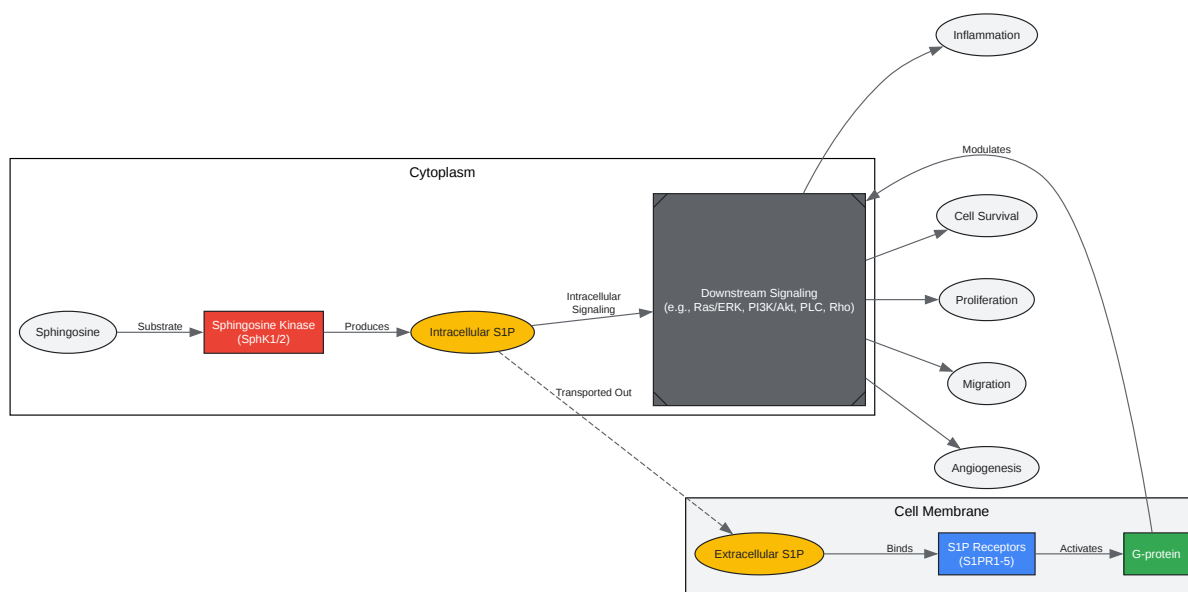 Inflammation
Modulates
Cytoplasm
Cell Survival
Downstream Signaling
(e.g., Ras/ERK, PI3K/Akt, PLC, Rho)
Intracellular
Signaling
Proliferation
Sphingosine
Substrate
Sphingosine Kinase
(SphK1/2)
Produces
Intracellular S1P
Migration
Transported Out
Angiogenesis
Cell Membrane
Extracellular S1P
Binds
S1P Receptors
(S1PR1-5)
Activates
G-protein